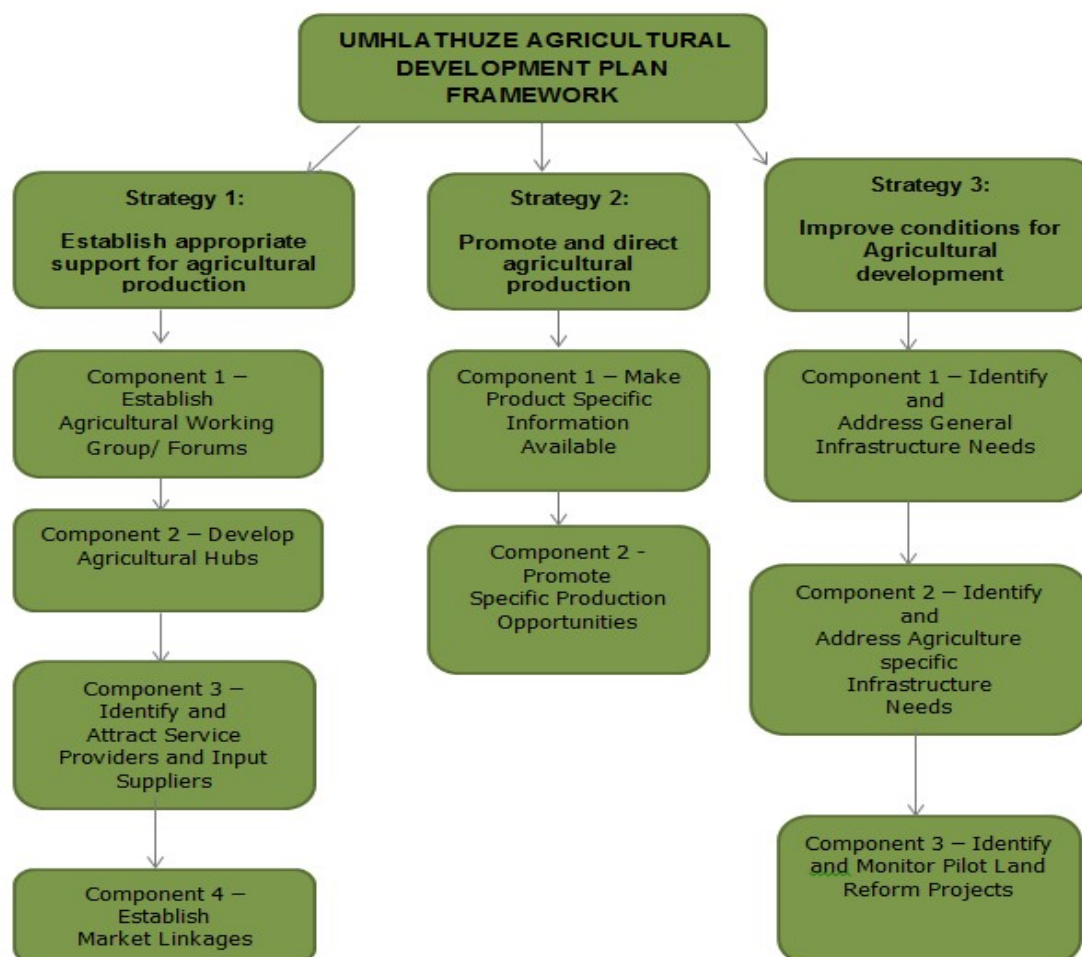 UMHLATHUZE AGRICULTURAL
DEVELOPMENT PLAN
FRAMEWORK
Strategy 1:
Establish appropriate
support for agricultural
production
Component 1 –
Establish
Agricultural Working
Group/ Forums
Component 2 – Develop
Agricultural Hubs
Component 3 –
Identify and
Attract Service
Providers and Input
Suppliers
Component 4 –
Establish
Market Linkages
Strategy 2:
Promote and direct
agricultural
production
Component 1 – Make
Product Specific
Information
Available
Component 2 -
Promote
Specific Production
Opportunities
Strategy 3:
Improve conditions for
Agricultural
development
Component 1 – Identify
and
Address General
Infrastructure Needs
Component 2 – Identify
and
Address Agriculture
specific
Infrastructure
Needs
Component 3 – Identify
and Monitor Pilot Land
Reform Projects